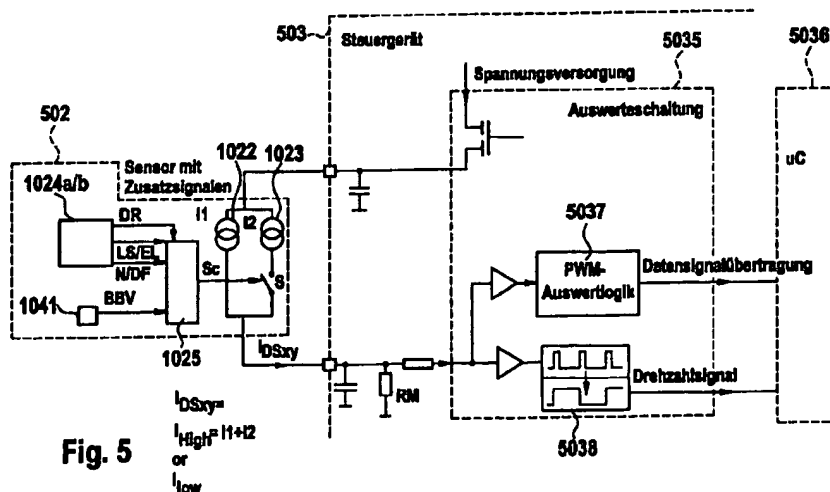 503
Steuergerät
5035
5036
Spannungsversorgung
Auswerteschaltung
uC
502
Sensor mit
Zusatzsignalen
1022
1023
1024a/b
DR
I1
I2
LS/EL
N/DF
Sc
S
BBV
1041
1025
IDSxy
5037
PWM-
Auswertlogik
Datensignalübertragung
RM
Drehzahlsignal
5038
IDSxy=
IHigh= I1+I2
or
Ilow
Fig. 5